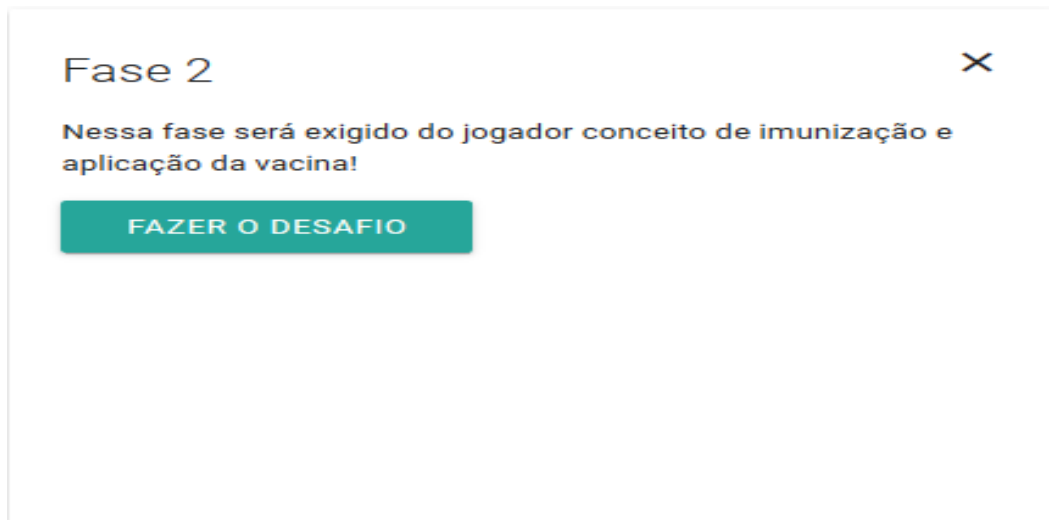 Fase 2
Nessa fase será exigido do jogador conceito de imunização e
aplicação da vacina!
FAZER O DESAFIO